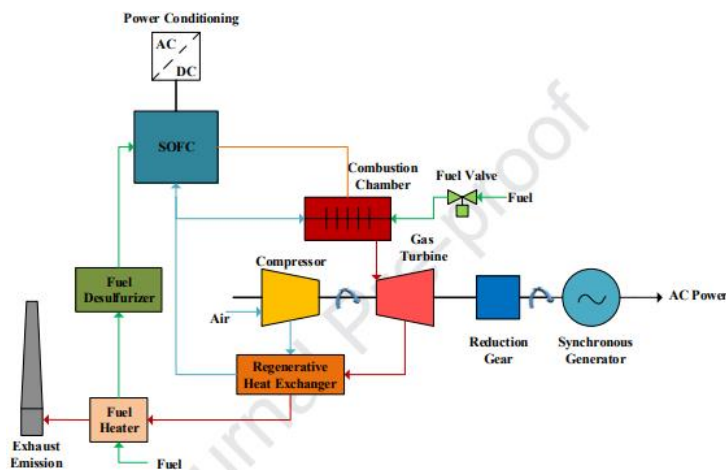 Power Conditioning
AC
DC
SOFC
Combustion
Chamber
Fuel Valve
Fuel
Gas
Turbine
Compressor
Fuel
Desulfurizer
Air
AC Power
Reduction
Gear
Synchronous
Generator
Regenerative
Heat Exchanger
Fuel
Heater
Exhaust
Emission
Fuel